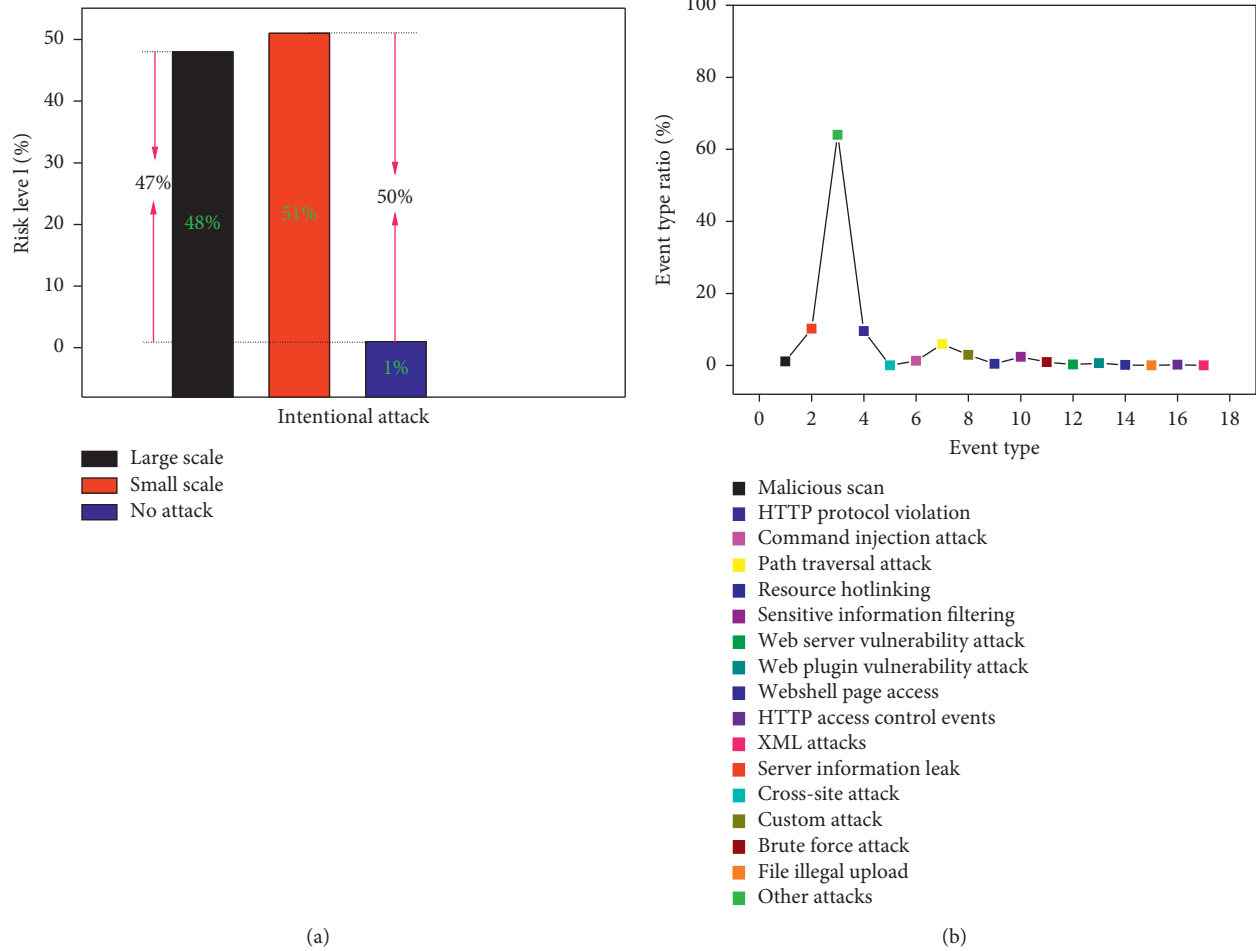 50
40
30
20
10
0
Risk level l (%)
47%
48%
51%
50%
1%
Intentional attack
Large scale
Small scale
No attack
(a)
100
80
60
40
20
0
Event type ratio (%)
0 2 4 6 8 10 12 14 16 18
Event type
Malicious scan
HTTP protocol violation
Command injection attack
Path traversal attack
Resource hotlinking
Sensitive information filtering
Web server vulnerability attack
Web plugin vulnerability attack
Webshell page access
HTTP access control events
XML attacks
Server information leak
Cross-site attack
Custom attack
Brute force attack
File illegal upload
Other attacks
(b)